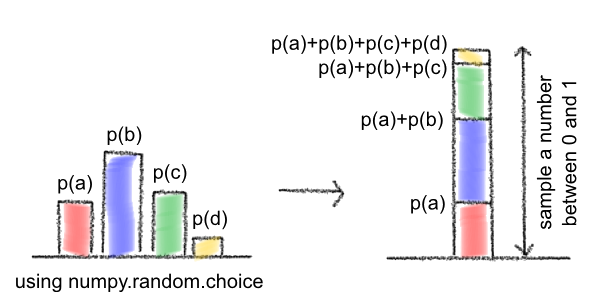 p(a)+p(b)+p(c)+p(d)
p(a)+p(b)+p(c)
p(a)+p(b)
p(a)
sample a number
between 0 and 1
p(b)
p(a)
p(c)
p(d)
using numpy.random.choice